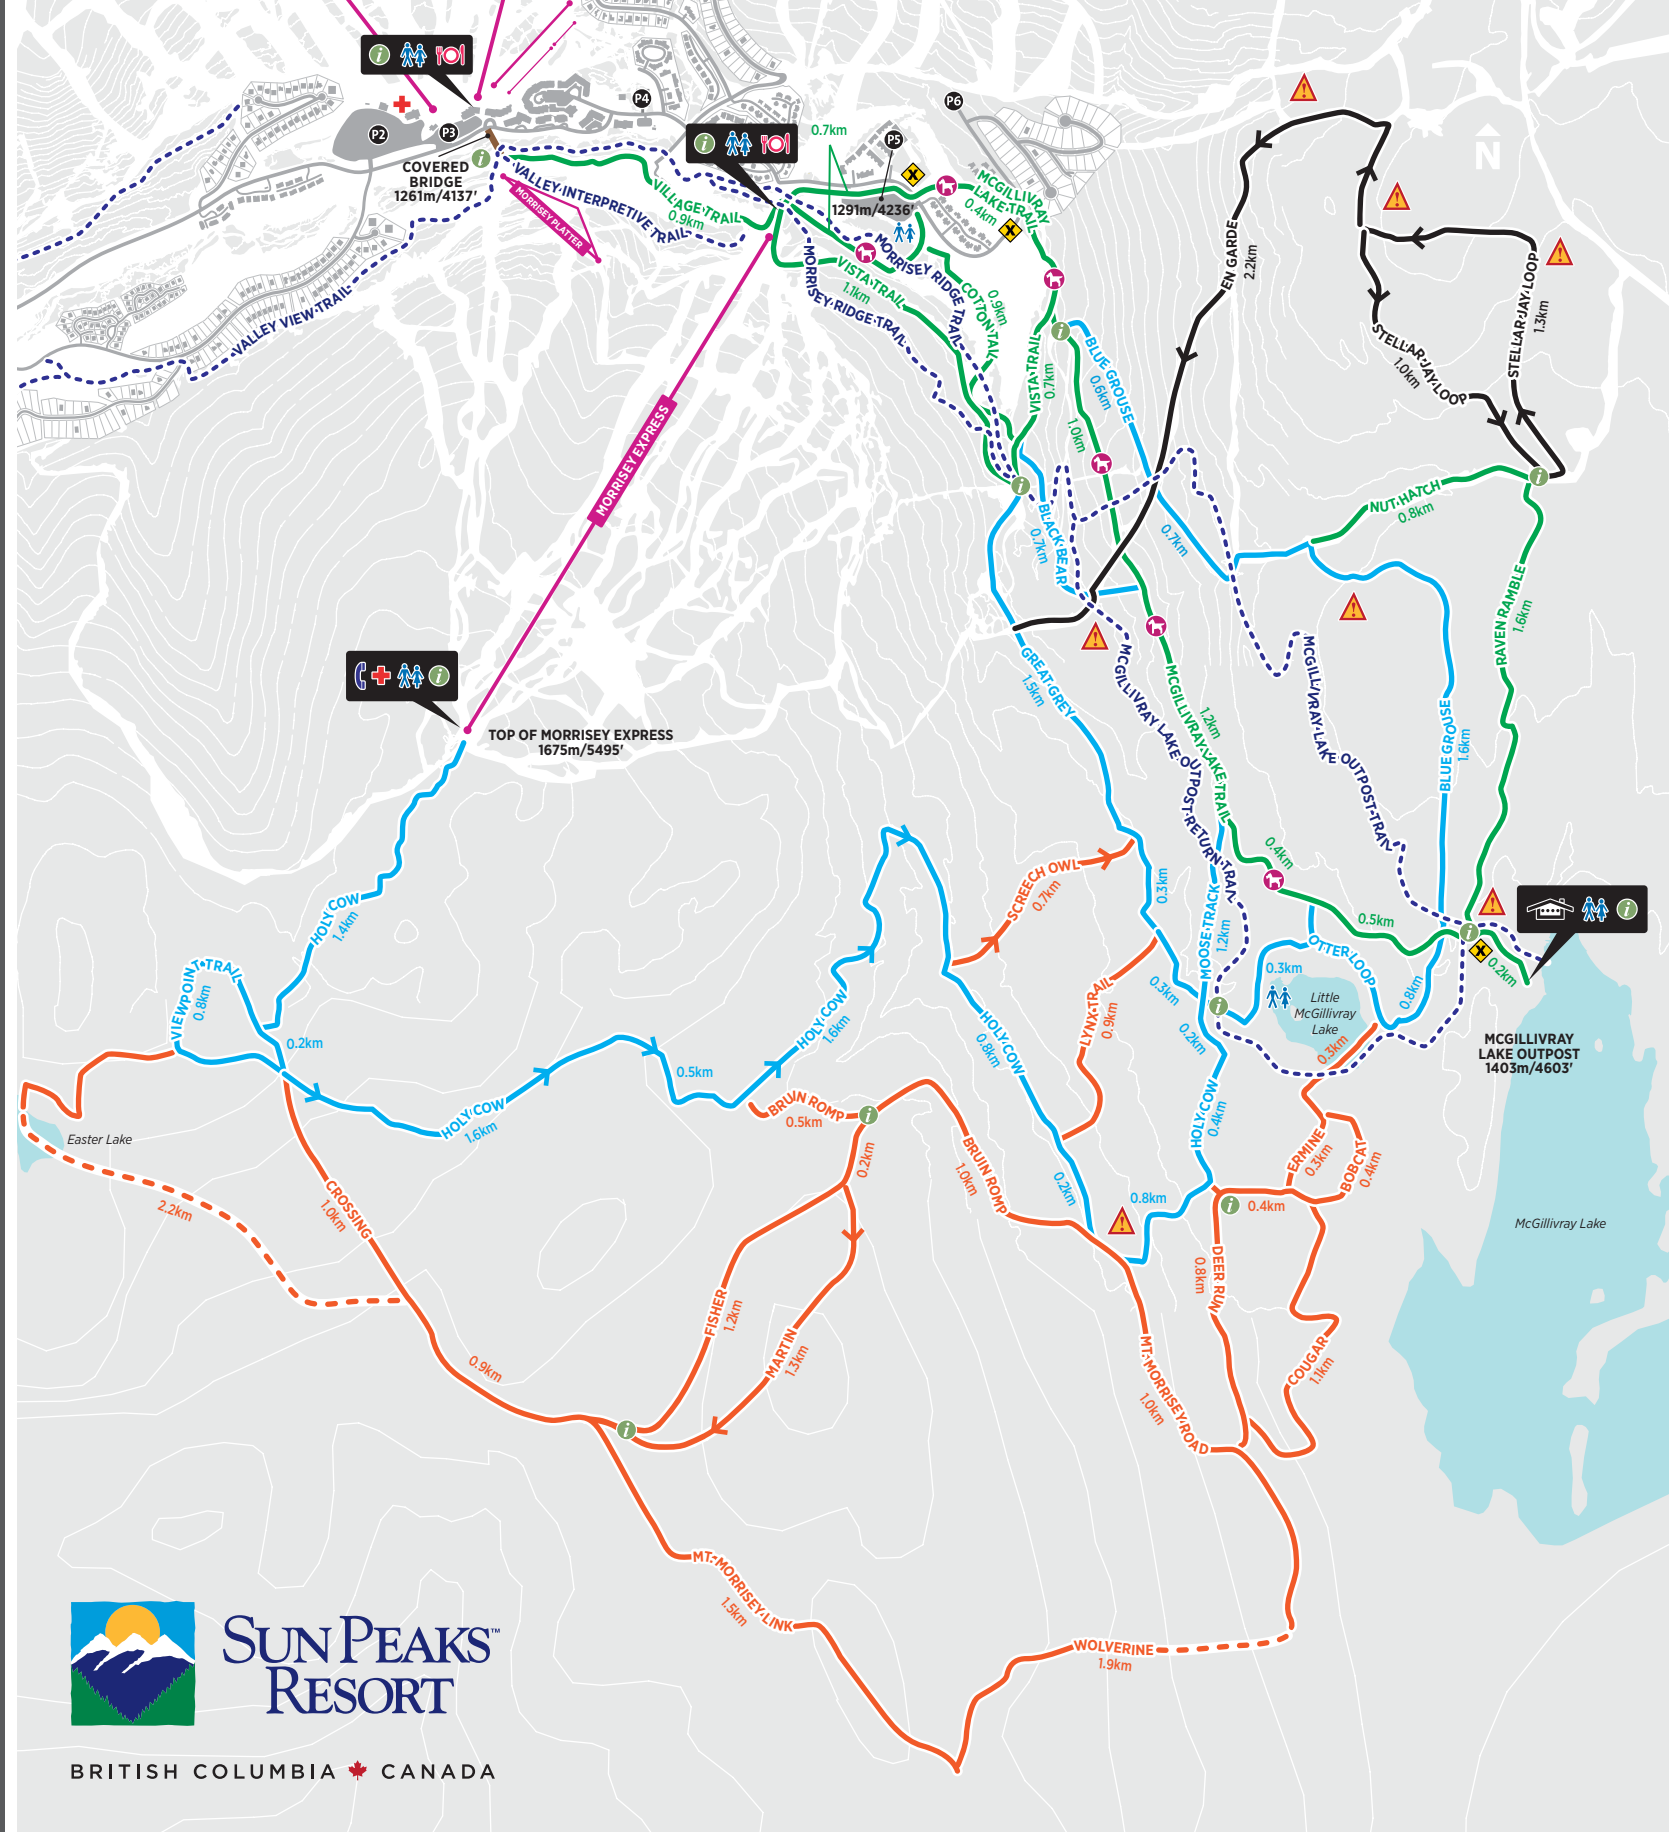 P4
P6
P2
P3
P5
0.7km
COVERED
BRIDGE
1261m/4137'
VALLEY INTERPRETIVE TRAIL
MORRISEY PLATTER
VILLAGE TRAIL
0.9km
1291m/4236'
MCGILLIVRAY
LAKE TRAIL
0.4km
N
EN GARDE
2.2km
STELLAR JAY LOOP
1.3km
STELLAR JAY LOOP
1.0km
VALLEY VIEW TRAIL
MORRISEY RIDGE TRAIL
VISTA TRAIL
1.1km
MORRISEY RIDGE TRAIL
COTTON TAIL
0.9km
VISTA TRAIL
0.7km
BLUE GROUSE
0.6km
1.0km
MORRISEY EXPRESS
NUT HATCH
0.8km
BLACK BEAR
0.7km
0.7km
RAVEN RAMBLE
1.6km
GREAT GREY
1.5km
MCGILLIVRAY LAKE OUTPOST RETURN TRAIL
MCGILLIVRAY LAKE TRAIL
1.2km
MCGILLIVRAY LAKE OUTPOST TRAIL
BLUE GROUSE
1.6km
TOP OF MORRISEY EXPRESS
1675m/5495'
HOLY COW
1.4km
SCREECH OWL
0.7km
0.3km
0.4km
MOOSE TRACK
1.2km
0.5km
0.2km
OTTER LOOP
0.3km
0.8km
Little
McGillivray
Lake
VIEWPOINT TRAIL
0.8km
0.2km
HOLY COW
1.6km
LYNX TRAIL
0.9km
0.3km
0.2km
0.3km
MCGILLIVRAY
LAKE OUTPOST
1403m/4603'
HOLY COW
0.8km
0.5km
HOLY COW
1.6km
BRUIN ROMP
0.5km
HOLY COW
0.4km
Easter Lake
0.2km
BRUIN ROMP
1.0km
0.2km
0.8km
ERMINE
0.3km
BOBCAT
0.4km
0.4km
2.2km
CROSSING
1.0km
McGillivray Lake
DEER RUN
0.8km
FISHER
1.2km
MARTIN
1.3km
COUGAR
1.1km
MT. MORRISEY ROAD
1.0km
0.9km
MT. MORRISEY LINK
1.5km
WOLVERINE
1.9km
SUN PEAKS™
RESORT
BRITISH COLUMBIA CANADA